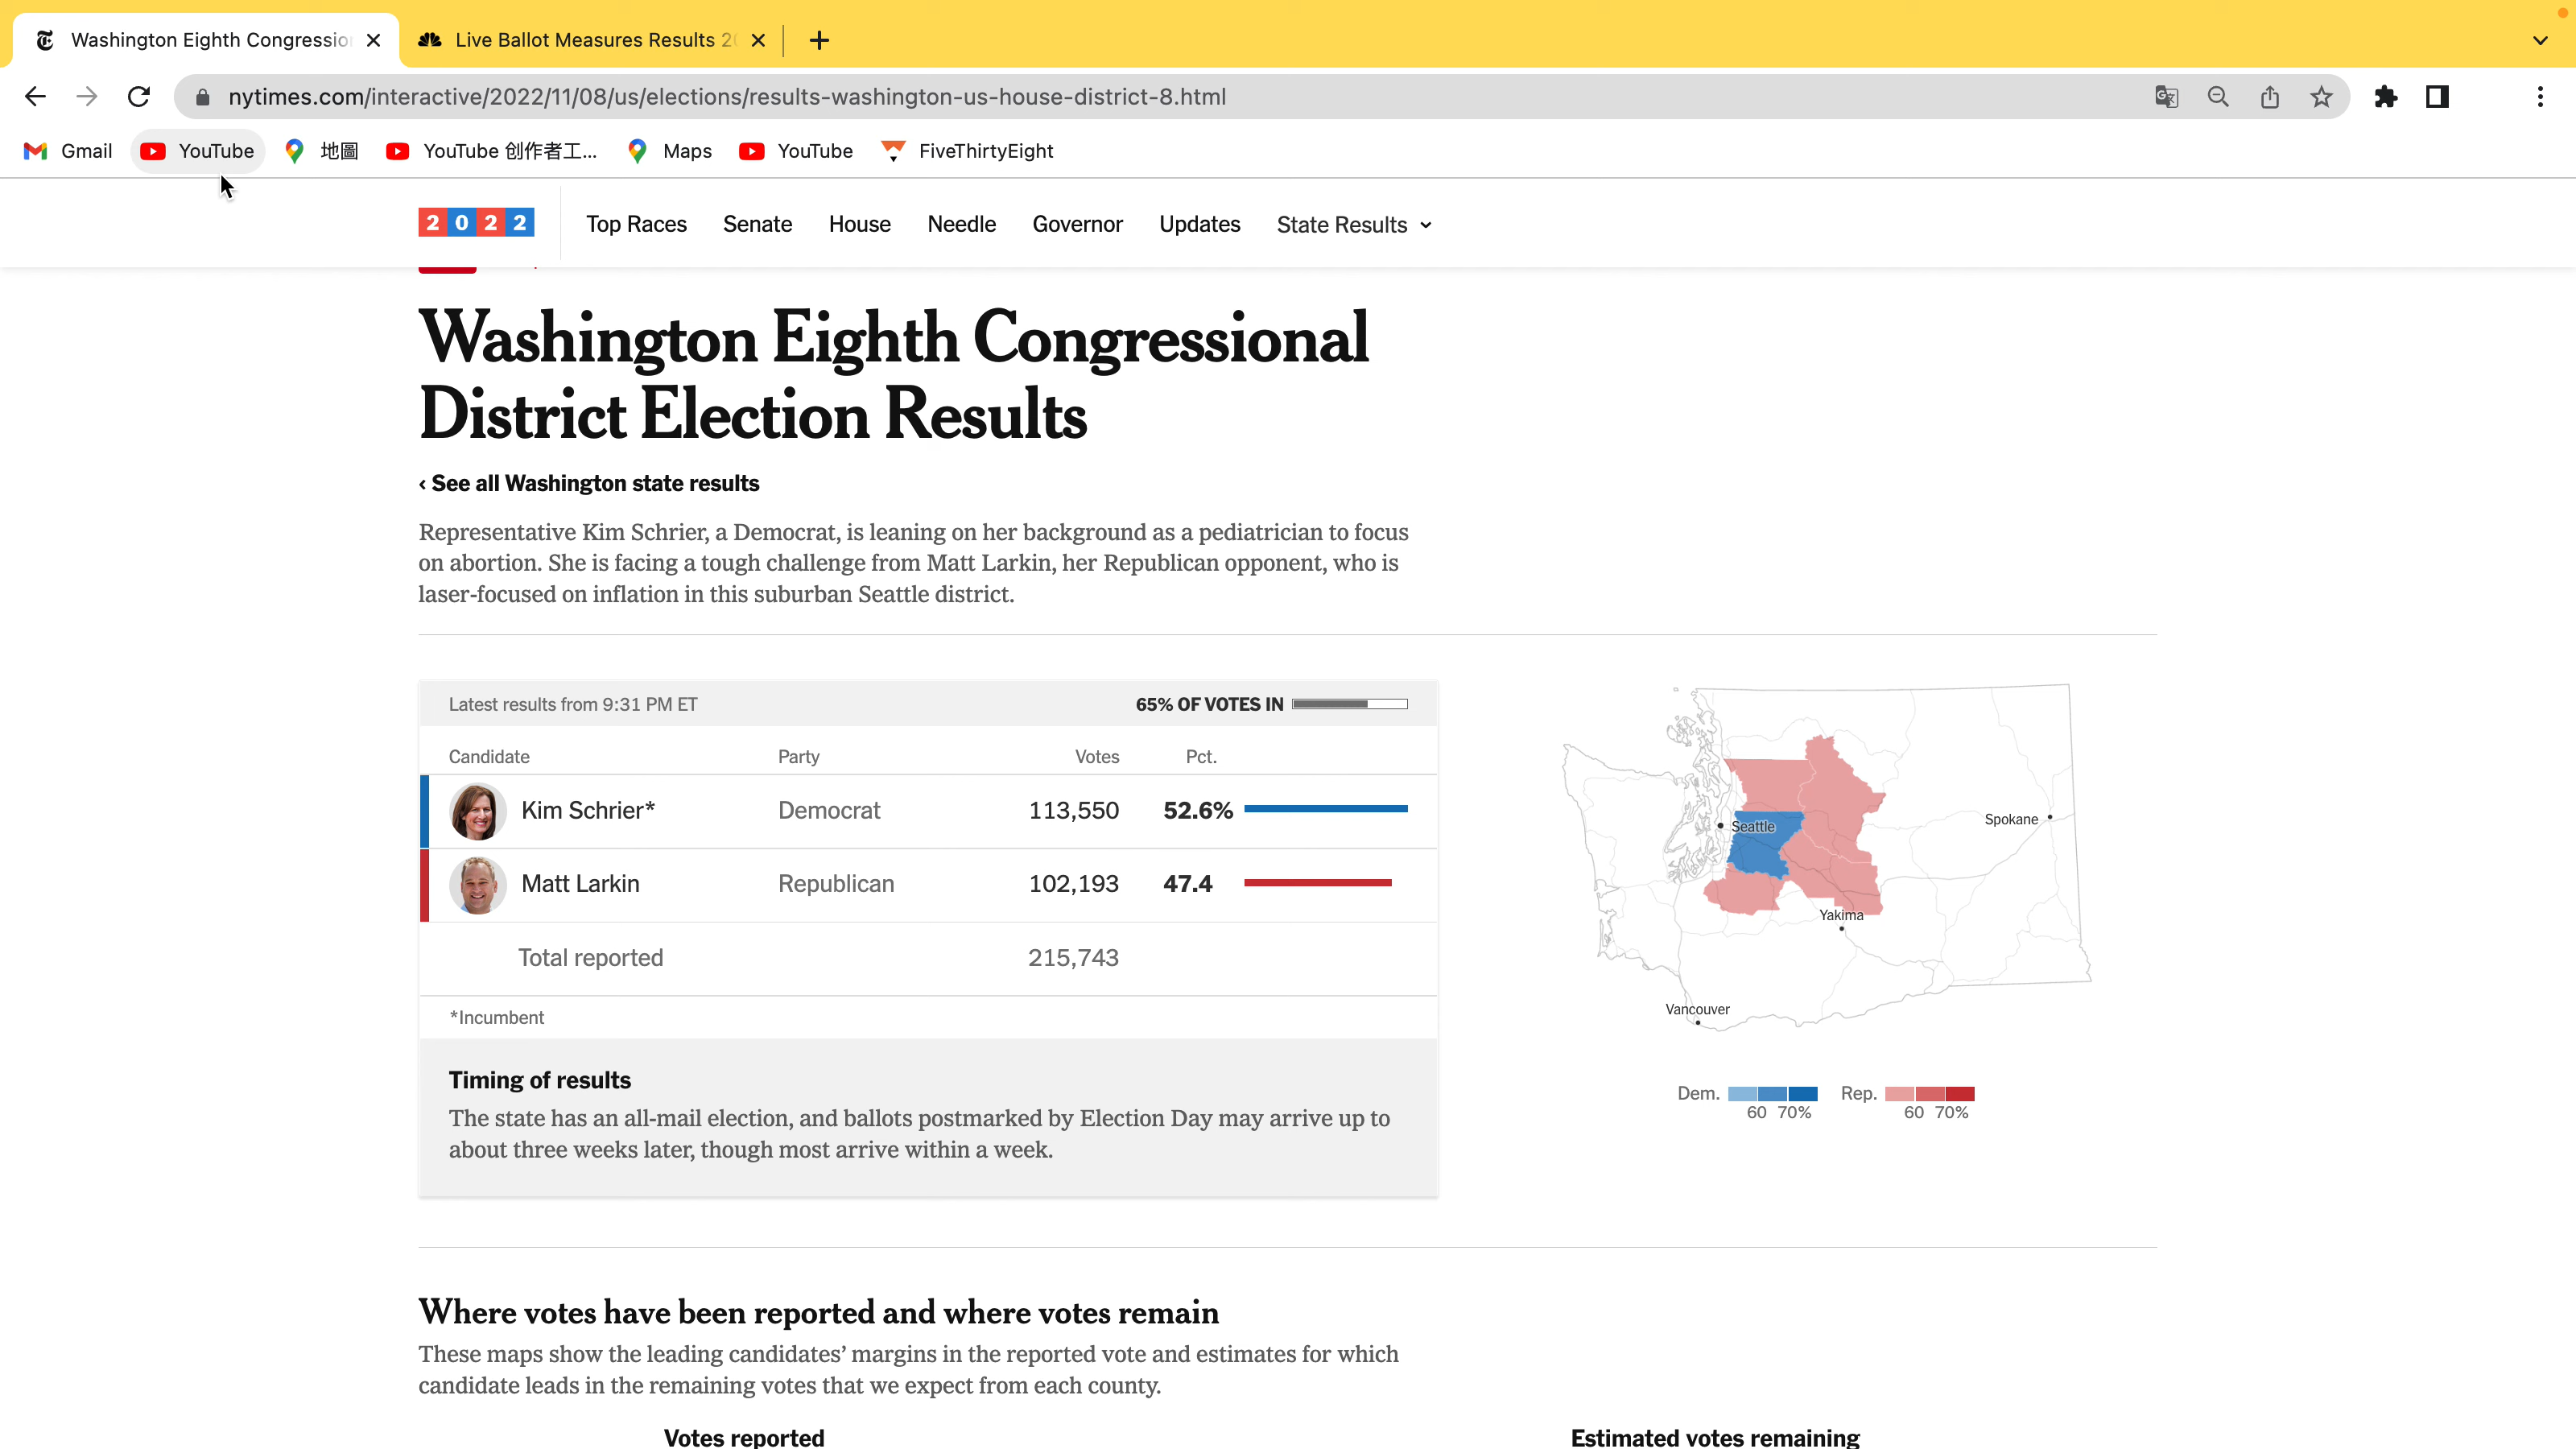 Washington Eighth Congressio
Live Ballot Measures Results 2
nytimes.com/interactive/2022/11/08/us/elections/results-washington-us-house-district-8.html
Gmail YouTube 地圖 YouTube 创作者工... Maps YouTube FiveThirtyEight
2022 Top Races Senate House Needle Governor Updates State Results
Washington Eighth Congressional
District Election Results
‹ See all Washington state results
Representative Kim Schrier, a Democrat, is leaning on her background as a pediatrician to focus
on abortion. She is facing a tough challenge from Matt Larkin, her Republican opponent, who is
laser-focused on inflation in this suburban Seattle district.
Latest results from 9:31 PM ET 65% OF VOTES IN
Candidate Party Votes Pct.
Kim Schrier* Democrat 113,550 52.6%
Matt Larkin Republican 102,193 47.4
Total reported 215,743
*Incumbent
Timing of results
The state has an all-mail election, and ballots postmarked by Election Day may arrive up to
about three weeks later, though most arrive within a week.
Seattle
Spokane
Yakima
Vancouver
Dem. Rep.
60 70% 60 70%
Where votes have been reported and where votes remain
These maps show the leading candidates’ margins in the reported vote and estimates for which
candidate leads in the remaining votes that we expect from each county.
Votes reported Estimated votes remaining